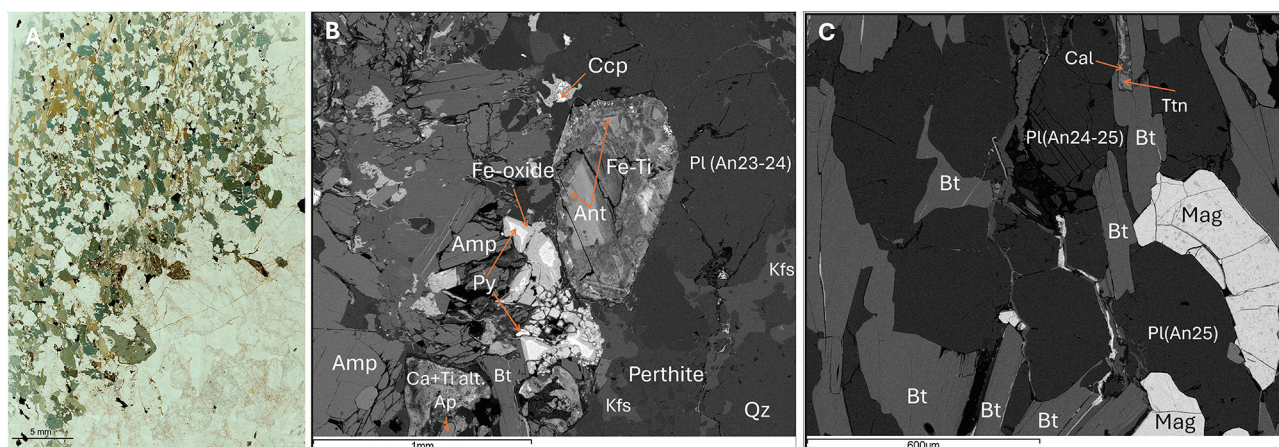 A
5 mm
B
Ccp
Pl (An23-24)
Fe-oxide
Fe-Ti
Ant
Amp
Kfs
Py
Amp
Ca+Ti alt.
Bt
Perthite
Ap
Kfs
Qz
1mm
C
Cal
Ttn
Pl(An24-25)
Bt
Bt
Mag
Bt
Pl(An25)
Bt
Bt
Bt
Mag
600μm